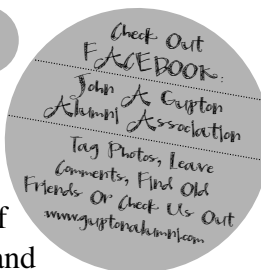 Check Out
FACEBOOK:
John A Gupton
Alumni Association
Tag Photos, Leave
Comments, Find Old
Friends Or Check Us Out
www.guptonalumni.com
f
and